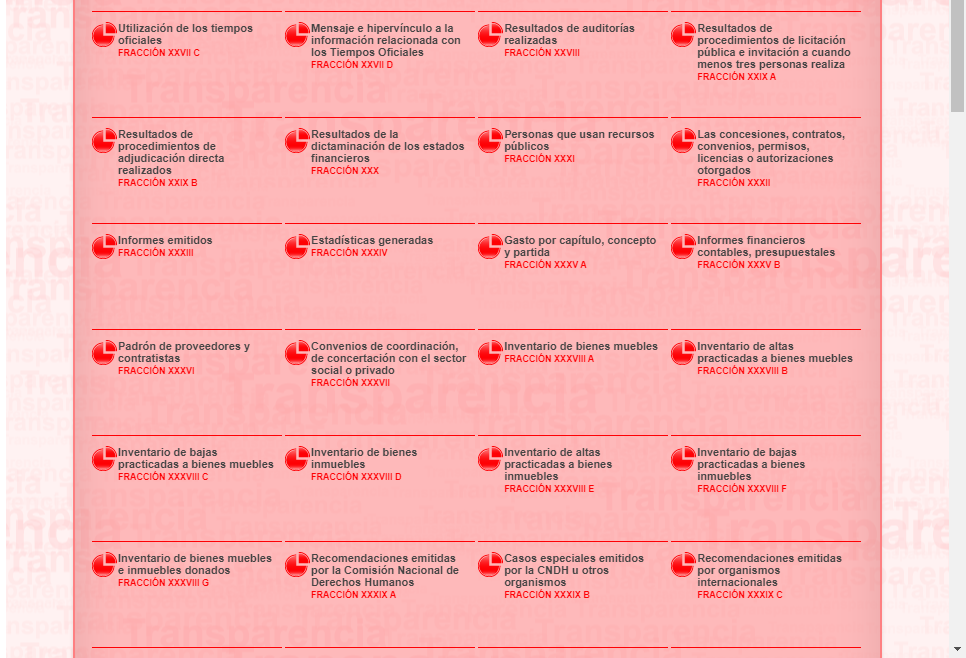 Utilización de los tiempos
oficiales
FRACCIÓN XXVII C
Mensaje e hipervínculo a la
información relacionada con
los Tiempos Oficiales
FRACCIÓN XXVII D
Resultados de auditorías
realizadas
FRACCIÓN XXVIII
Resultados de
procedimientos de licitación
pública e invitación a cuando
menos tres personas realiza
FRACCIÓN XXIX A
Resultados de
procedimientos de
adjudicación directa
realizados
FRACCIÓN XXIX B
Resultados de la
dictaminación de los estados
financieros
FRACCIÓN XXX
Personas que usan recursos
públicos
FRACCIÓN XXXI
Las concesiones, contratos,
convenios, permisos,
licencias o autorizaciones
otorgados
FRACCIÓN XXXII
Informes emitidos
FRACCIÓN XXXIII
Estadísticas generadas
FRACCIÓN XXXIV
Gasto por capítulo, concepto
y partida
FRACCIÓN XXXV A
Informes financieros
contables, presupuestales
FRACCIÓN XXXV B
Padrón de proveedores y
contratistas
FRACCIÓN XXXVI
Convenios de coordinación,
de concertación con el sector
social o privado
FRACCIÓN XXXVII
Inventario de bienes muebles
FRACCIÓN XXXVIII A
Inventario de altas
practicadas a bienes muebles
FRACCIÓN XXXVIII B
Inventario de bajas
practicadas a bienes muebles
FRACCIÓN XXXVIII C
Inventario de bienes
inmuebles
FRACCIÓN XXXVIII D
Inventario de altas
practicadas a bienes
inmuebles
FRACCIÓN XXXVIII E
Inventario de bajas
practicadas a bienes
inmuebles
FRACCIÓN XXXVIII F
Inventario de bienes muebles
e inmuebles donados
FRACCIÓN XXXVIII G
Recomendaciones emitidas
por la Comisión Nacional de
Derechos Humanos
FRACCIÓN XXXIX A
Casos especiales emitidos
por la CNDH u otros
organismos
FRACCIÓN XXXIX B
Recomendaciones emitidas
por organismos
internacionales
FRACCIÓN XXXIX C